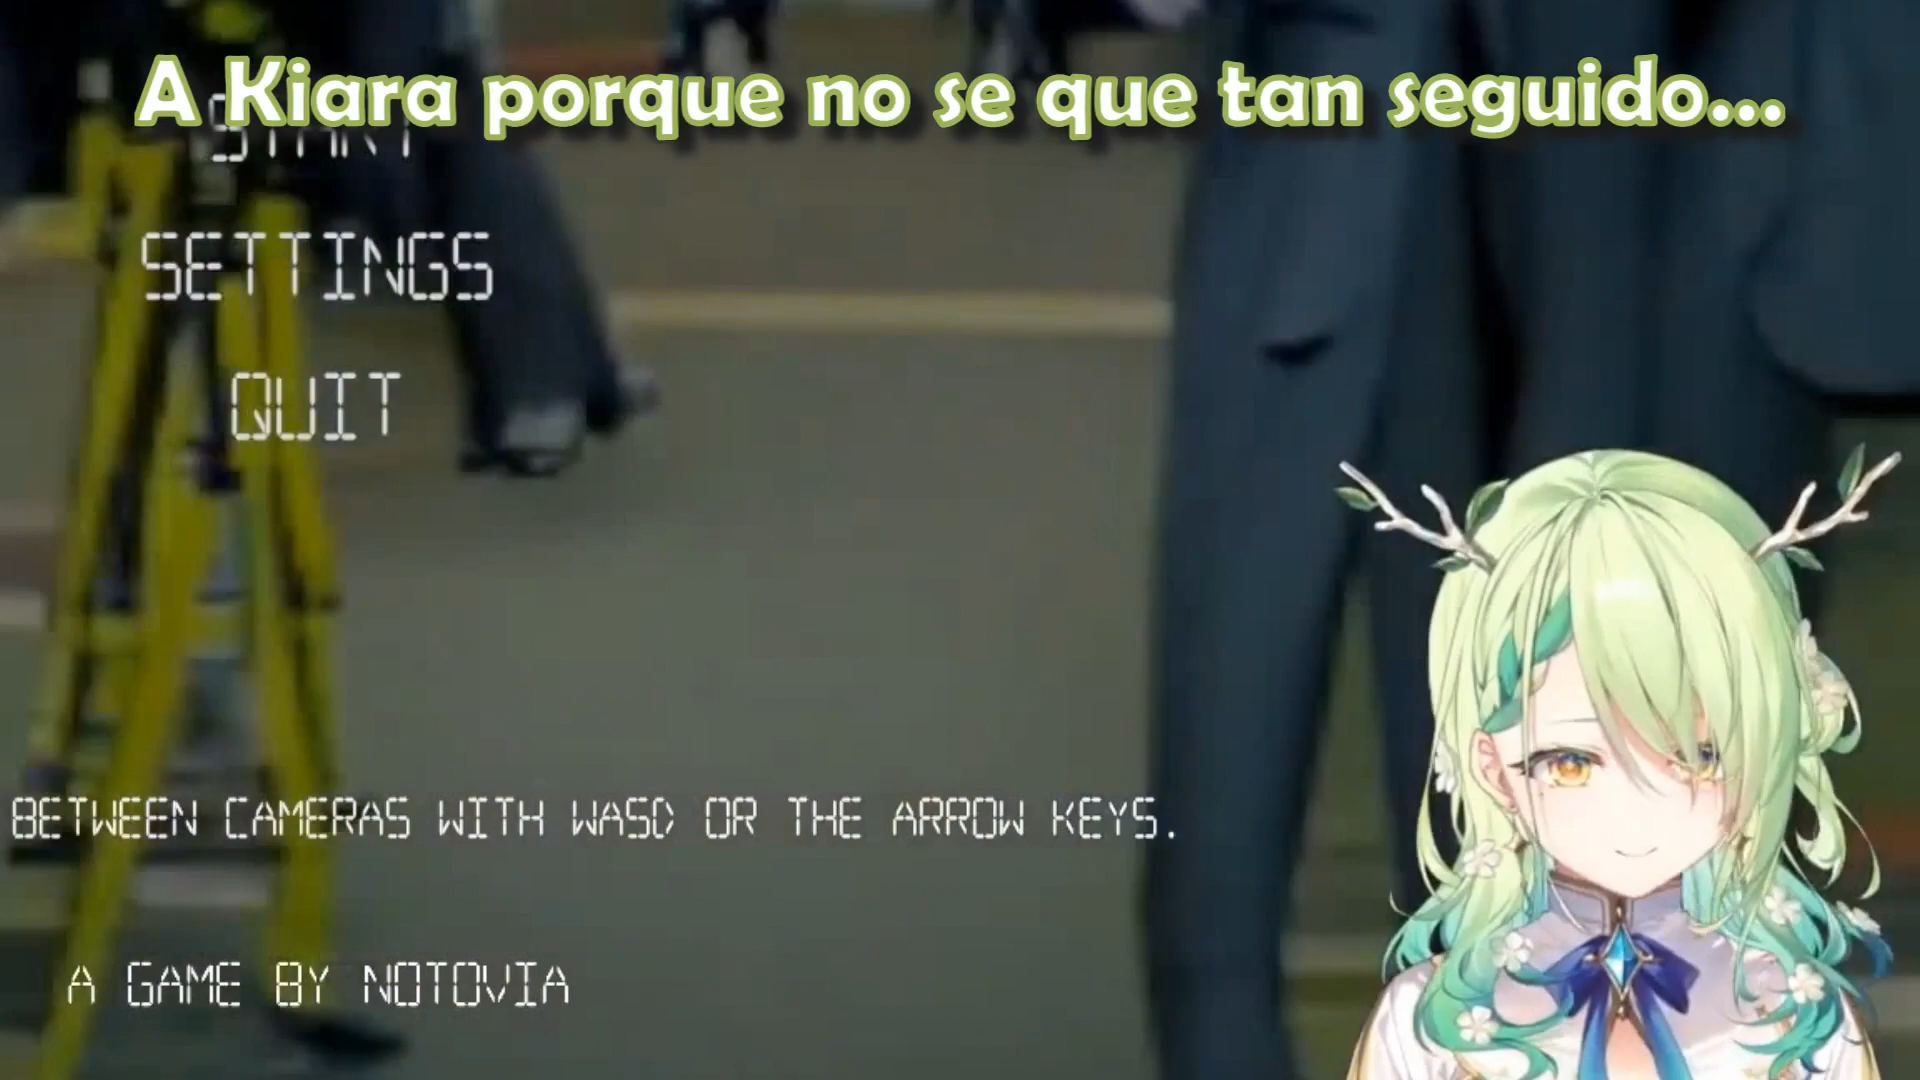 A Kiara porque no se que tan seguido...
START
SETTINGS
QUIT
BETWEEN CAMERAS WITH WASD OR THE ARROW KEYS.
A GAME BY NOTOVIA